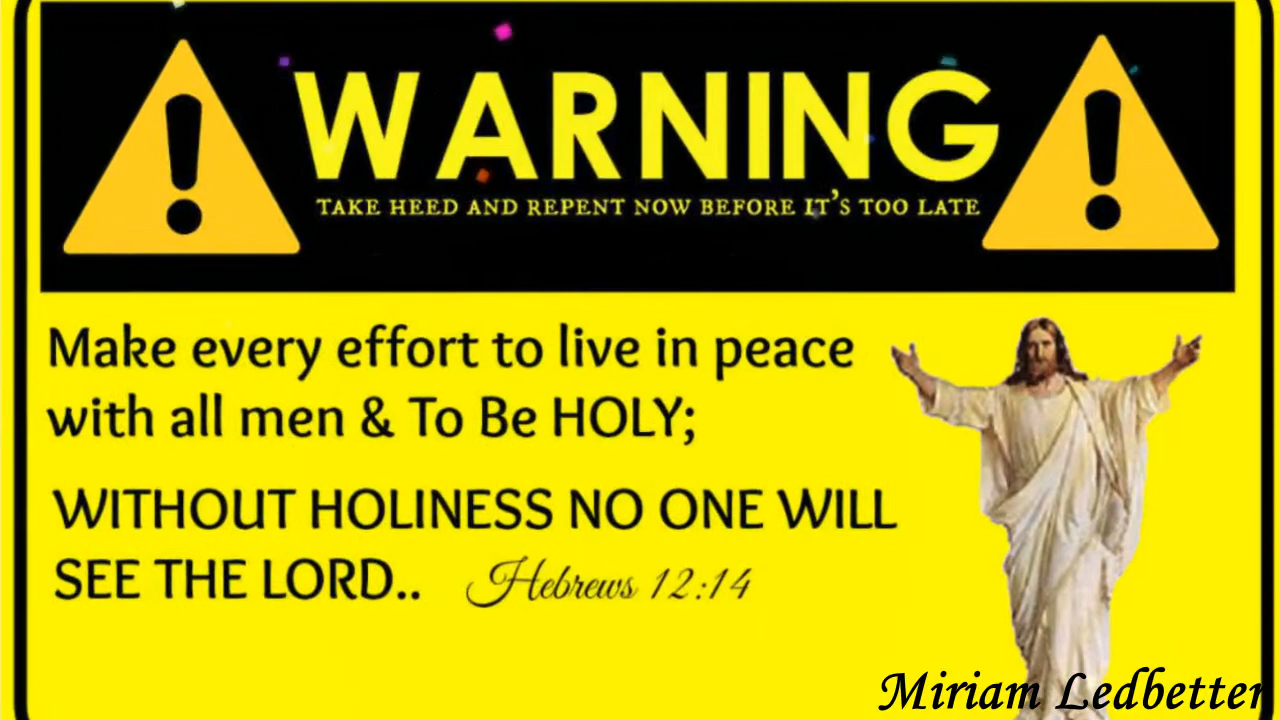 WARNING
TAKE HEED AND REPENT NOW BEFORE IT'S TOO LATE
Make every effort to live in peace
with all men & To Be HOLY;
WITHOUT HOLINESS NO ONE WILL
SEE THE LORD.. Hebrews 12:14
Miriam Ledbetter